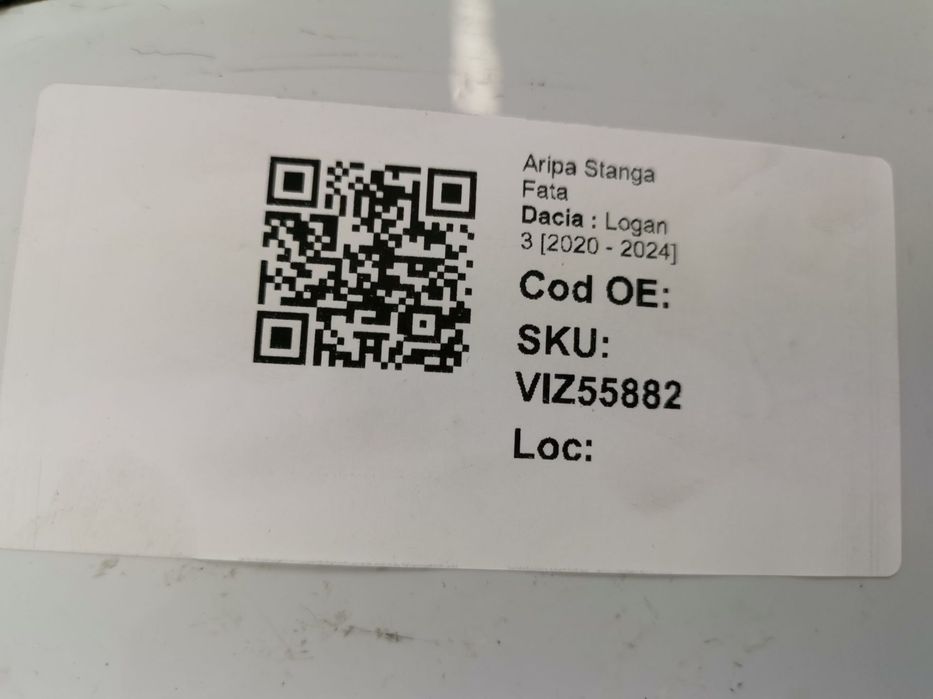 Aripa Stanga
Fata
Dacia : Logan
3 [2020 - 2024]
Cod OE:
SKU:
VIZ55882
Loc: